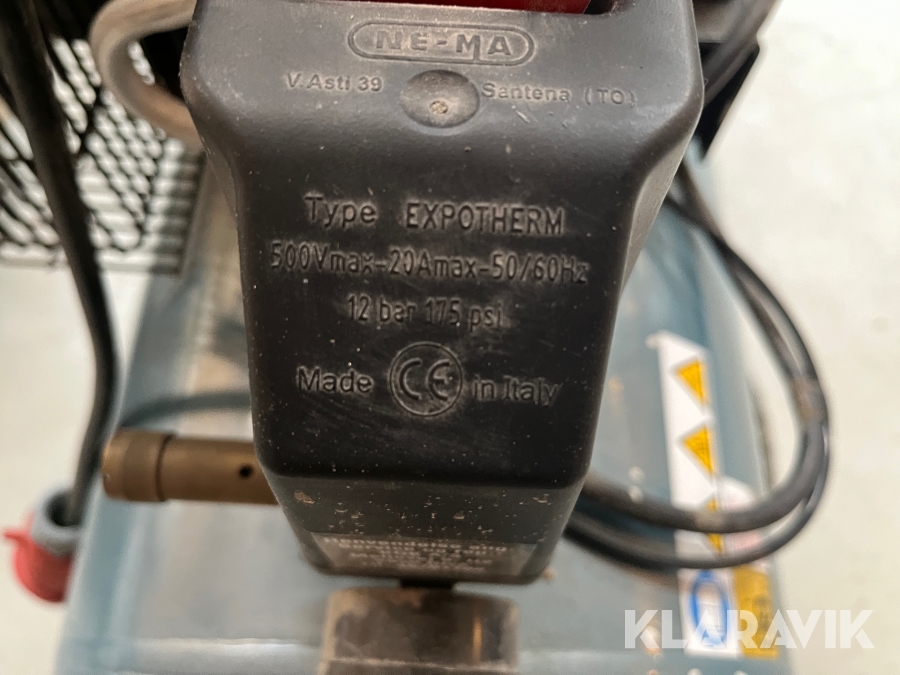 NE-MA
V.Asti 39 Santena (TO)
Type EXPOTHERM
500Vmax-20Amax-50/60Hz
12 bar 175 psi
Made CE in Italy
KLARAVIK